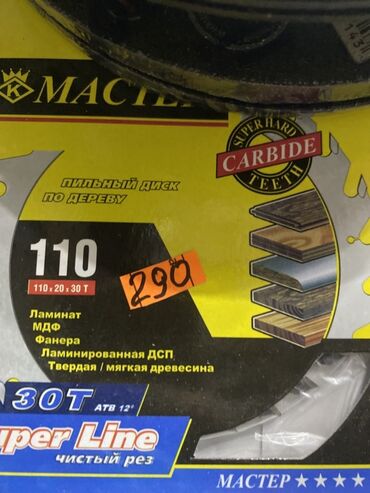 K МАСТЕР
SUPER HARD
CARBIDE
TEETH
ПИЛЬНЫЙ ДИСК
ПО ДЕРЕВУ
110
110 x 20 x 30 T
290
Ламинат
МДФ
Фанера
Ламинированная ДСП
Твердая / мягкая древесина
30T ATB 12°
uper Line
чистый рез
МАСТЕР ★★★★